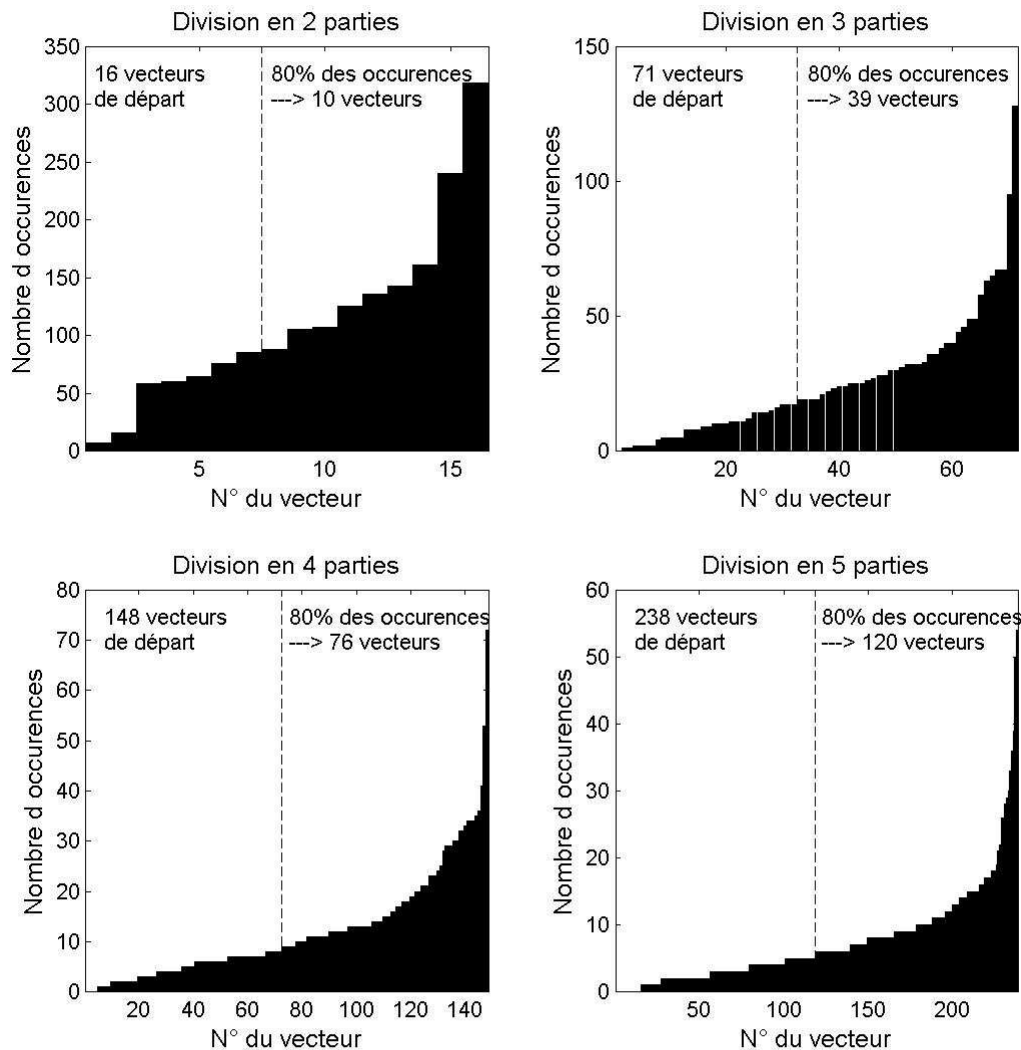 Division en 2 parties
350
300
250
200
150
100
50
0
16 vecteurs
de départ
80% des occurences
---> 10 vecteurs
Nombre d occurences
5
10
15
N° du vecteur
Division en 3 parties
150
100
50
0
71 vecteurs
de départ
80% des occurences
---> 39 vecteurs
Nombre d occurences
20
40
60
N° du vecteur
Division en 4 parties
80
70
60
50
40
30
20
10
0
148 vecteurs
de départ
80% des occurences
---> 76 vecteurs
Nombre d occurences
20
40
60
80
100
120
140
N° du vecteur
Division en 5 parties
60
50
40
30
20
10
0
238 vecteurs
de départ
80% des occurences
---> 120 vecteurs
Nombre d occurences
50
100
150
200
N° du vecteur